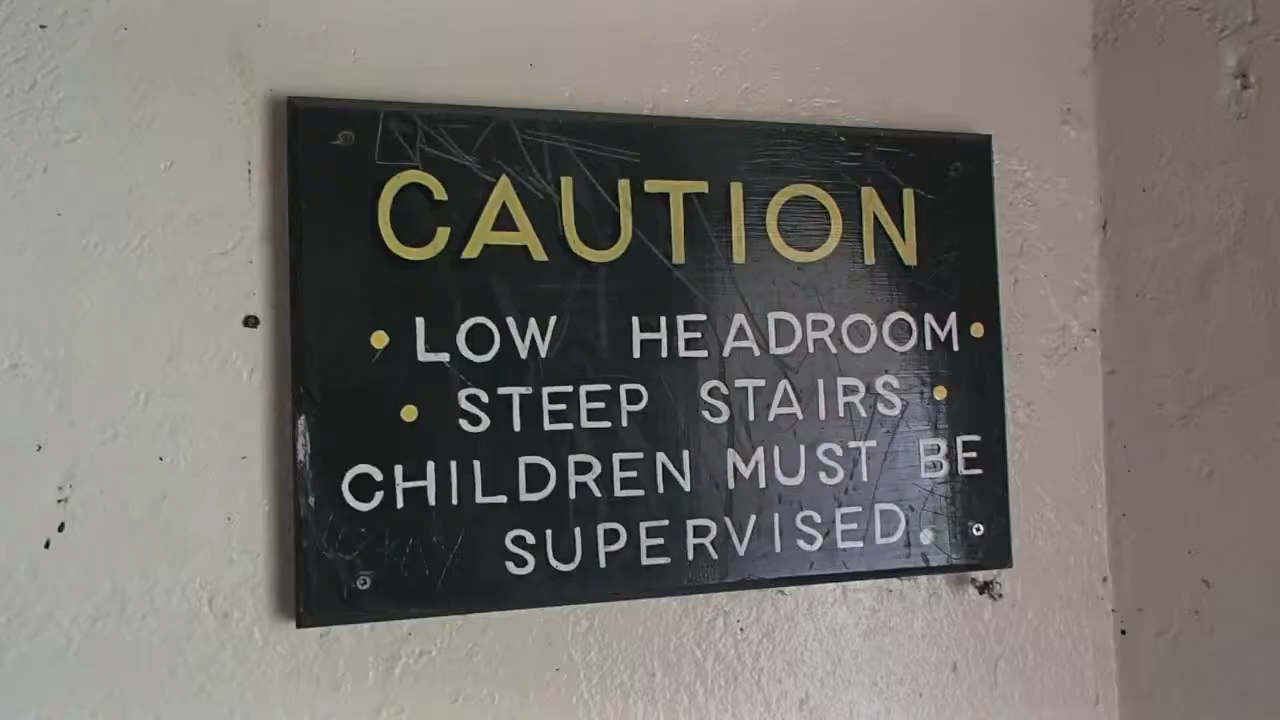 CAUTION
• LOW HEADROOM •
• STEEP STAIRS •
CHILDREN MUST BE
SUPERVISED.